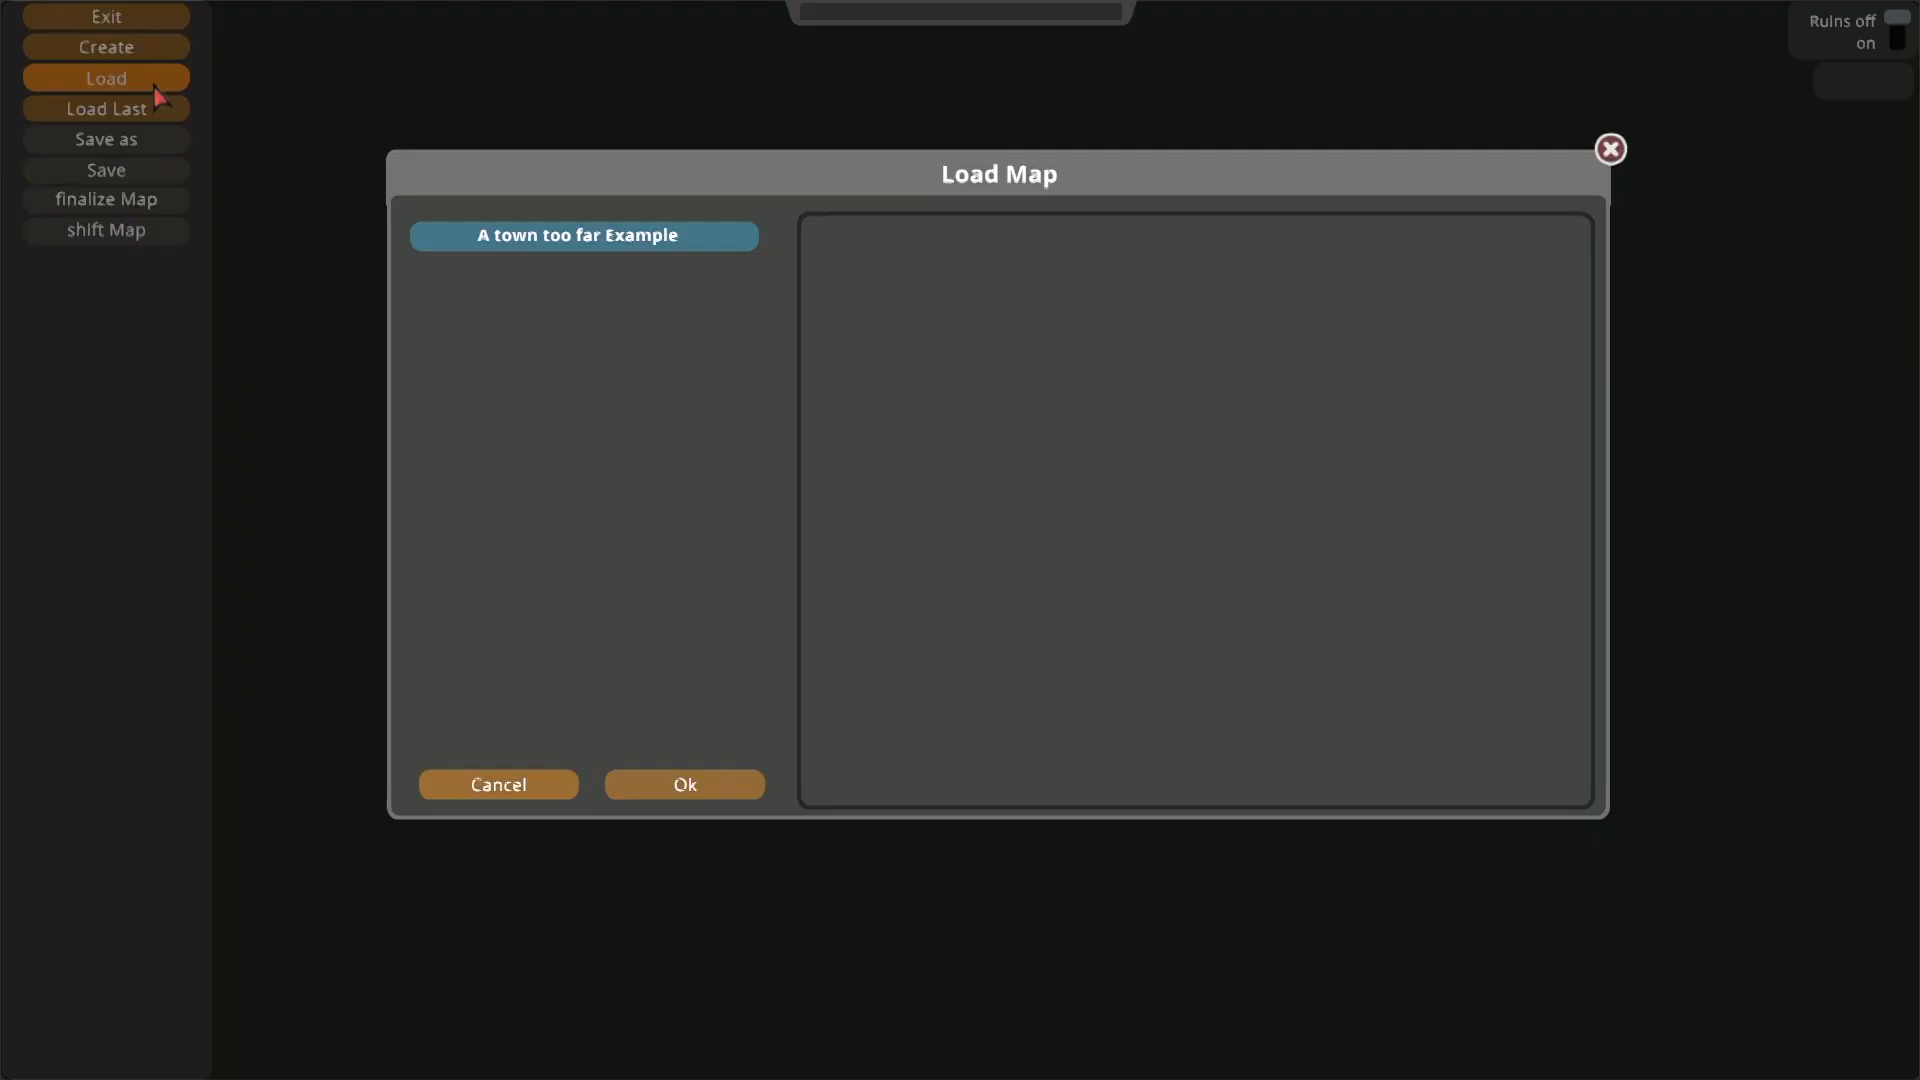 Exit
Create
Load
Load Last
Save as
Save
finalize Map
shift Map
Ruins off
on
Load Map
A town too far Example
Cancel
Ok